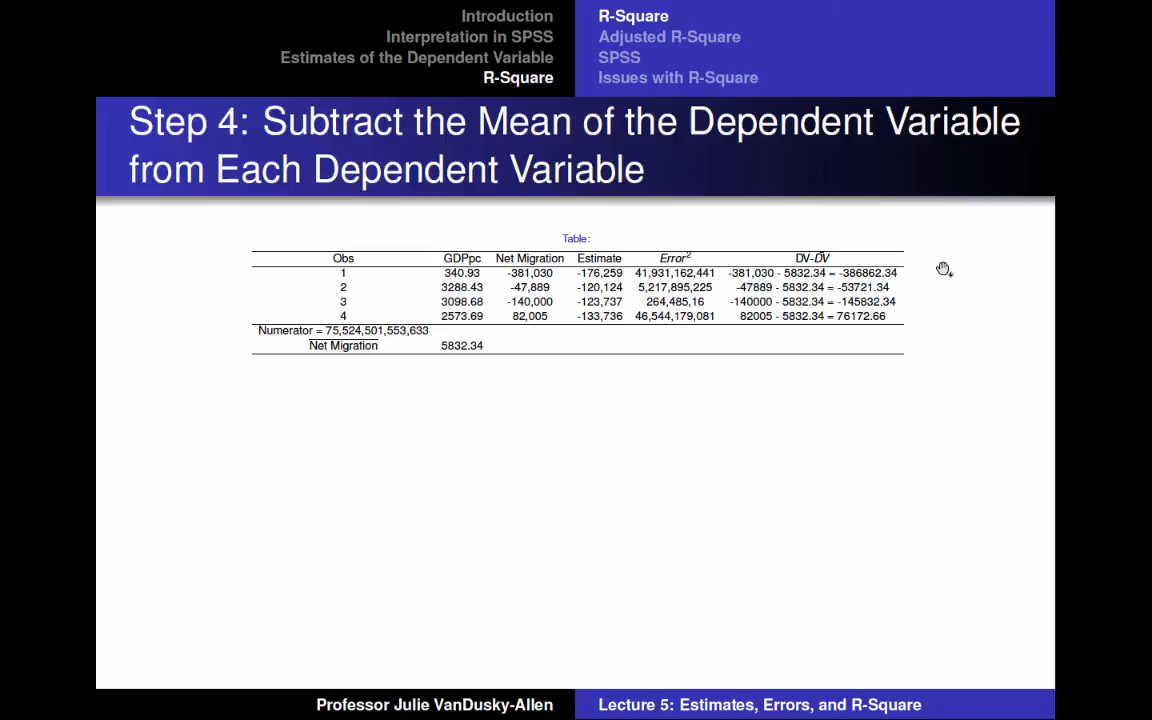 Introduction
Interpretation in SPSS
Estimates of the Dependent Variable
R-Square
R-Square
Adjusted R-Square
SPSS
Issues with R-Square
Step 4: Subtract the Mean of the Dependent Variable
from Each Dependent Variable
Table:
Obs GDPpc Net Migration Estimate Error² DV-D̅V̅
1 340.93 -381,030 -176,259 41,931,162,441 -381,030 - 5832.34 = -386862.34
2 3288.43 -47,889 -120,124 5,217,895,225 -47889 - 5832.34 = -53721.34
3 3098.68 -140,000 -123,737 264,485,16 -140000 - 5832.34 = -145832.34
4 2573.69 82,005 -133,736 46,544,179,081 82005 - 5832.34 = 76172.66
Numerator = 75,524,501,553,633
Net Migration 5832.34
Professor Julie VanDusky-Allen
Lecture 5: Estimates, Errors, and R-Square